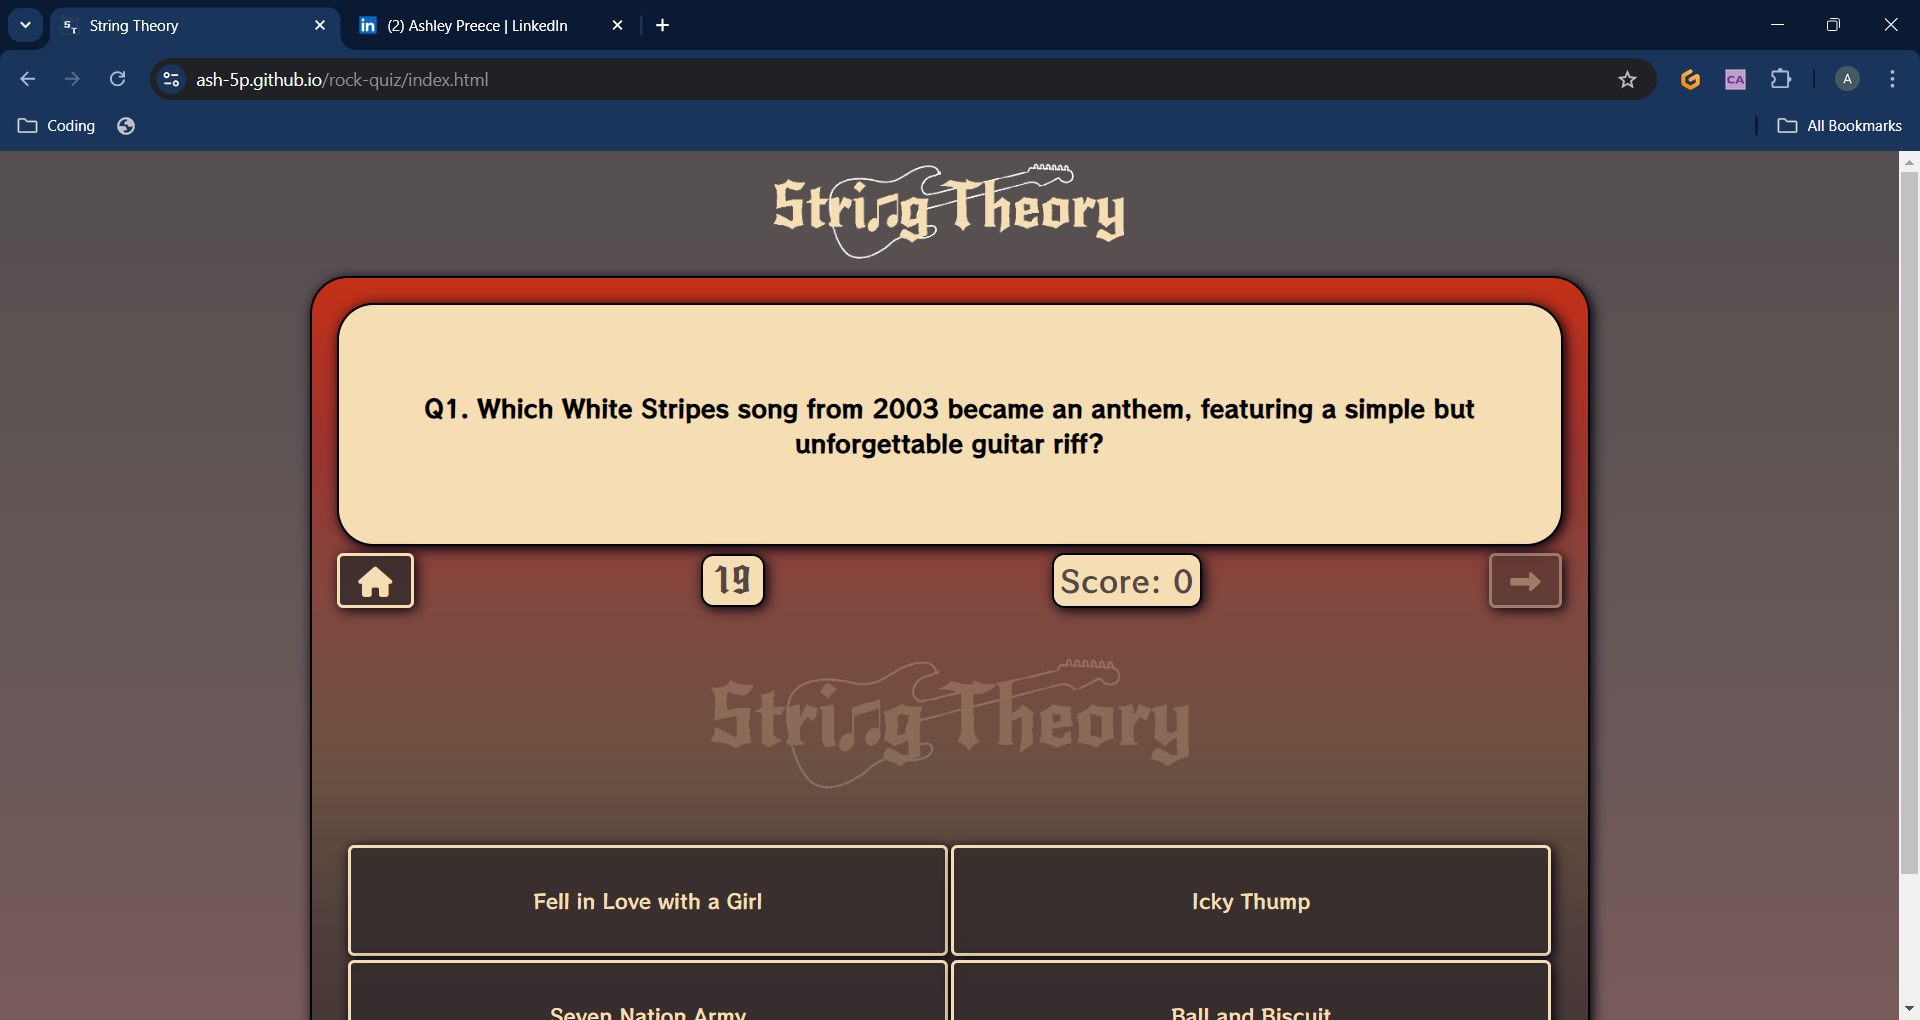 String Theory
(2) Ashley Preece | LinkedIn
ash-5p.github.io/rock-quiz/index.html
CA
A
Coding
All Bookmarks
String Theory
Q1. Which White Stripes song from 2003 became an anthem, featuring a simple but
unforgettable guitar riff?
19
Score: 0
String Theory
Fell in Love with a Girl
Icky Thump
Seven Nation Army
Ball and Biscuit